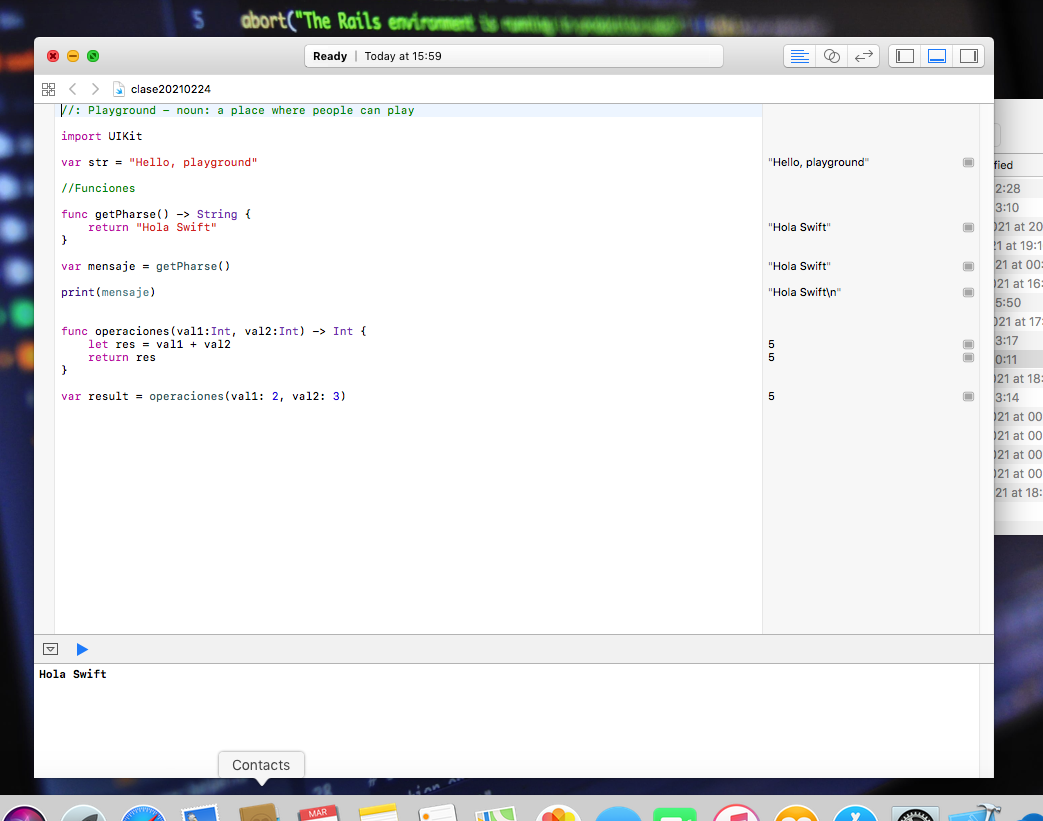 5 abort("The Rails environment is running
Ready | Today at 15:59
clase20210224
//: Playground – noun: a place where people can play
import UIKit
var str = "Hello, playground"
"Hello, playground"
//Funciones
func getPharse() -> String {
return "Hola Swift"
"Hola Swift"
}
var mensaje = getPharse()
"Hola Swift"
print(mensaje)
"Hola Swift\n"
func operaciones(val1:Int, val2:Int) -> Int {
let res = val1 + val2
5
return res
5
}
var result = operaciones(val1: 2, val2: 3)
5
fied
2:28
3:10
021 at 20
21 at 19:1
21 at 00:
021 at 16:
5:50
021 at 17:
3:17
0:11
021 at 18:
3:14
021 at 00
021 at 00
021 at 00
021 at 00
21 at 18:
Hola Swift
Contacts
28
MAR